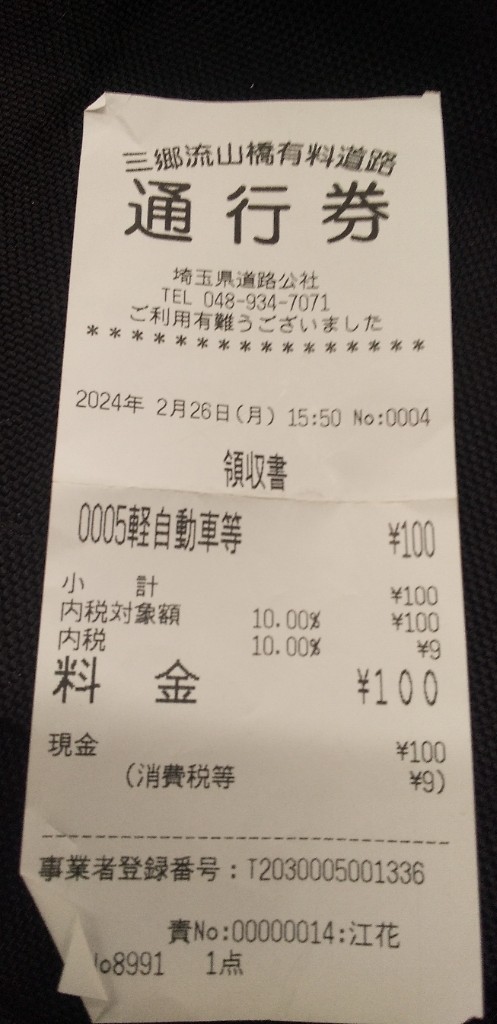 三郷流山橋有料道路
通行券
埼玉県道路公社
TEL 048-934-7071
ご利用有難うございました
****************
2024年 2月26日(月) 15:50 No:0004
領収書
0005軽自動車等 ¥100
小 計 ¥100
内税対象額 10.00% ¥100
内税 10.00% ¥9
料 金 ¥100
現金 ¥100
(消費税等 ¥9)
--------------------------------
事業者登録番号:T2030005001336
責No:00000014:江花
No8991 1点